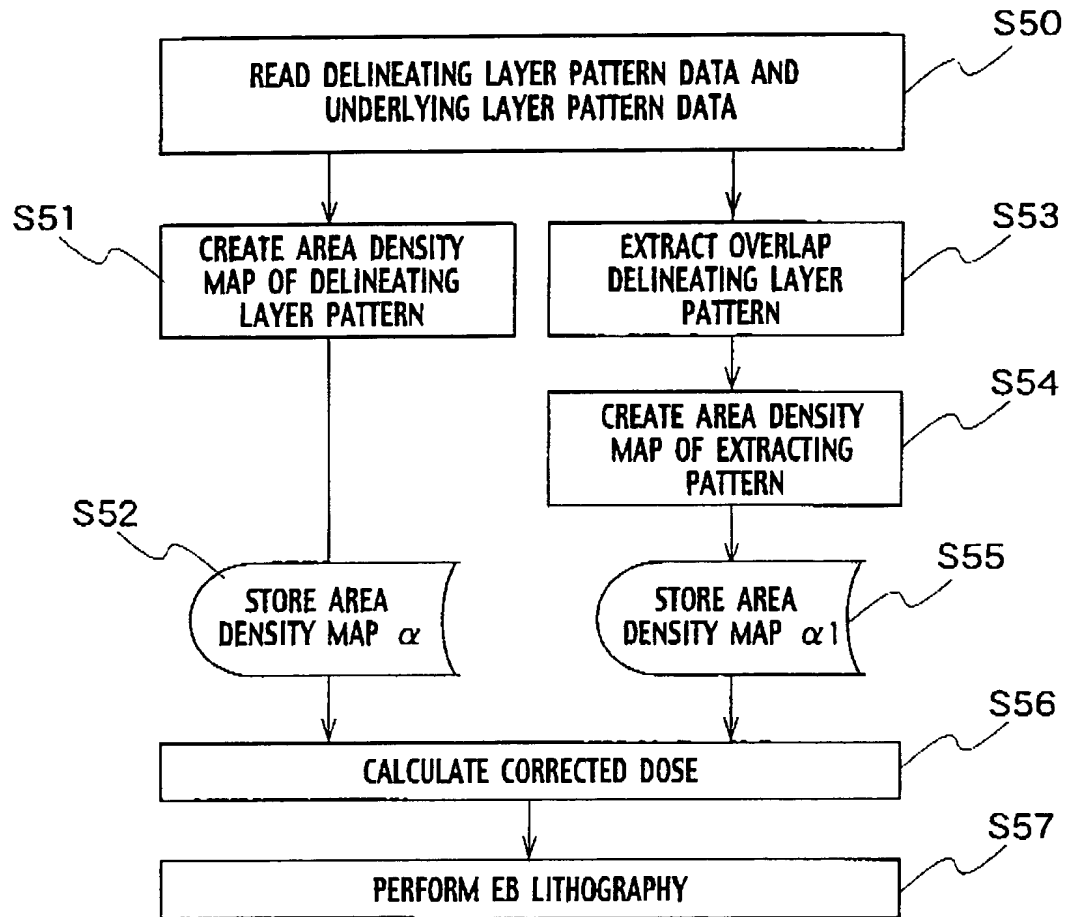 S50
READ DELINEATING LAYER PATTERN DATA AND
UNDERLYING LAYER PATTERN DATA
S51
CREATE AREA DENSITY
MAP OF DELINEATING
LAYER PATTERN
S53
EXTRACT OVERLAP
DELINEATING LAYER
PATTERN
S54
CREATE AREA DENSITY
MAP OF EXTRACTING
PATTERN
S52
STORE AREA
DENSITY MAP α
S55
STORE AREA
DENSITY MAP α1
S56
CALCULATE CORRECTED DOSE
S57
PERFORM EB LITHOGRAPHY